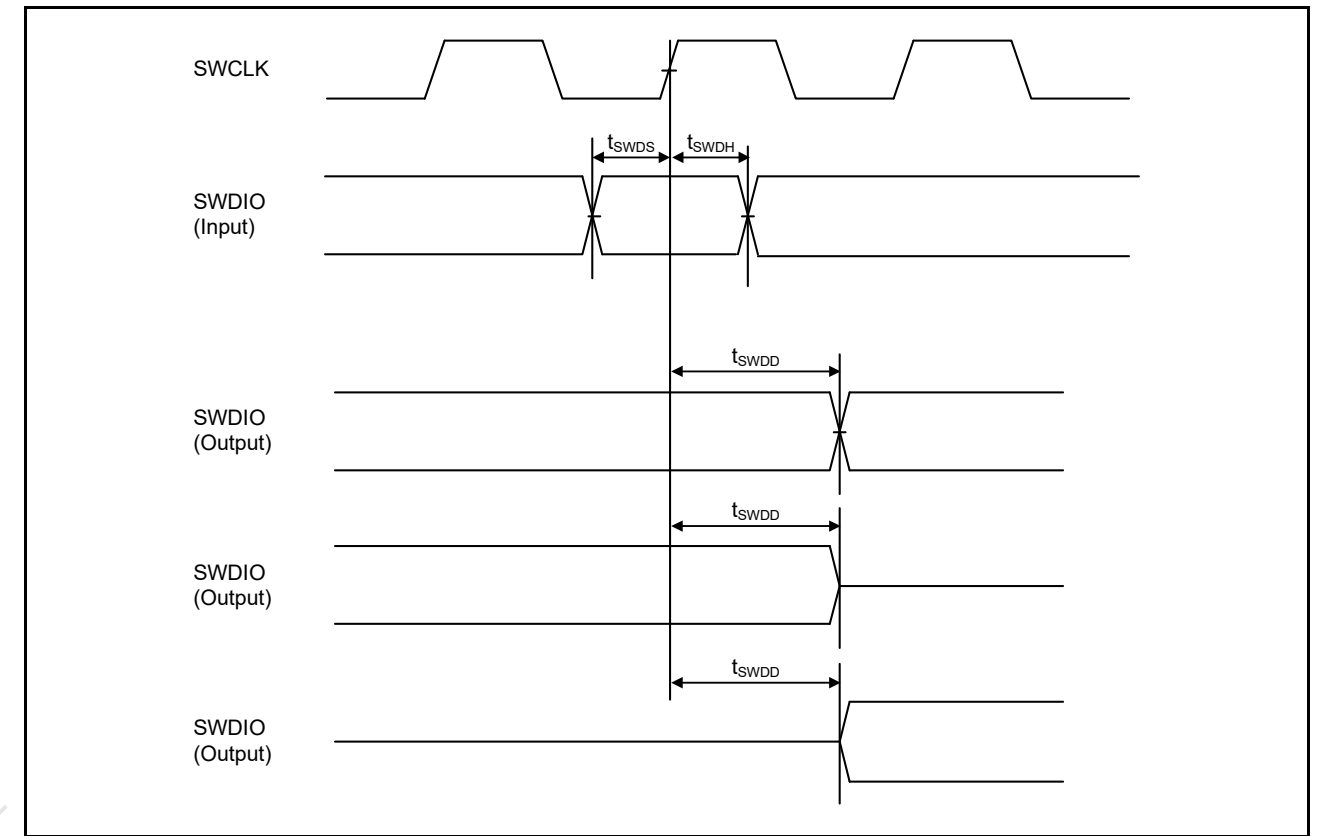 SWCLK
tSWDS
tSWDH
SWDIO
(Input)
tSWDD
SWDIO
(Output)
tSWDD
SWDIO
(Output)
tSWDD
SWDIO
(Output)